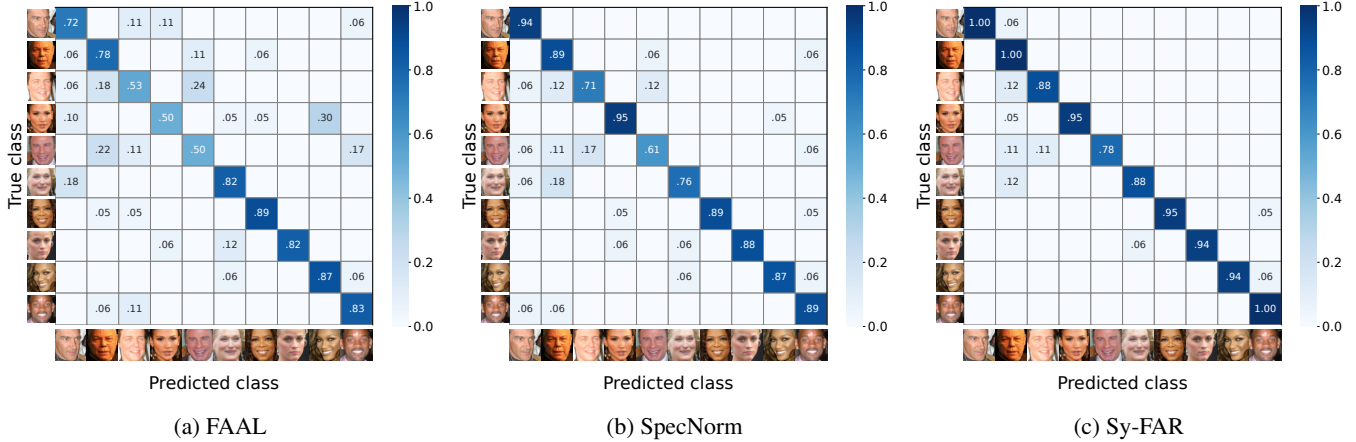 True class
.72 .11 .11 .06
.06 .78 .11 .06
.06 .18 .53 .24
.10 .50 .05 .05 .30
.22 .11 .50 .17
.18 .82
.05 .05 .89
.06 .12 .82
.06 .87 .06
.06 .11 .83
1.0
0.8
0.6
0.4
0.2
0.0
Predicted class
(a) FAAL
True class
.94
.89 .06
.06 .12 .71 .12
.95 .05
.06 .11 .17 .61 .06
.06 .18 .76
.05 .89 .05
.06 .06 .88
.06 .87 .06
.06 .06 .89
1.0
0.8
0.6
0.4
0.2
0.0
Predicted class
(b) SpecNorm
True class
1.00 .06
1.00
.12 .88
.05 .95
.11 .11 .78
.12 .88
.95 .05
.06 .94
.94 .06
1.00
1.0
0.8
0.6
0.4
0.2
0.0
Predicted class
(c) Sy-FAR